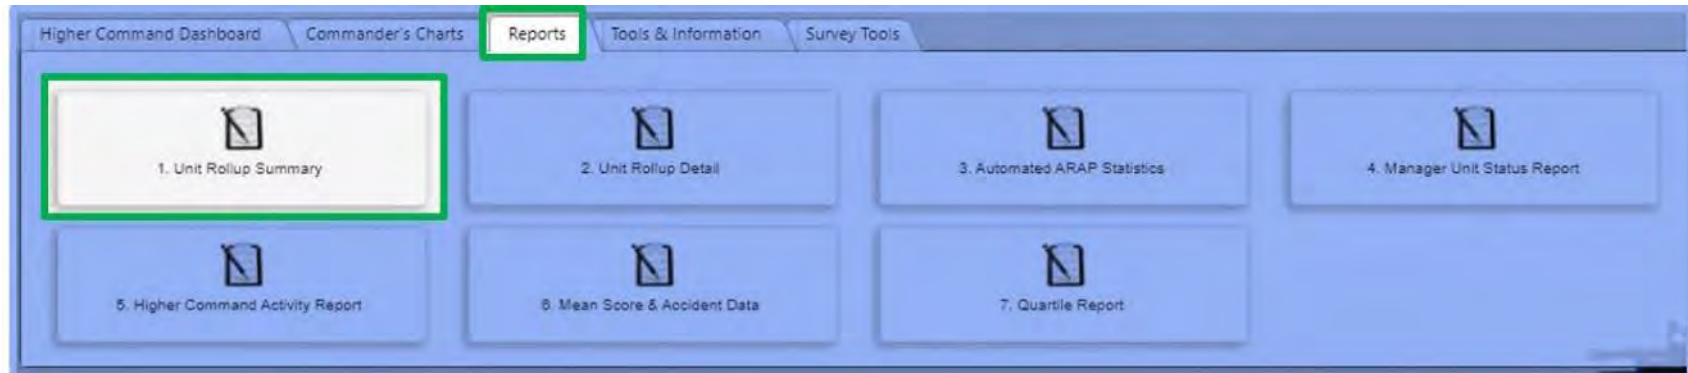 Higher Command Dashboard
Commander's Charts
Reports
Tools & Information
Survey Tools
1. Unit Rollup Summary
2. Unit Rollup Detail
3. Automated ARAP Statistics
4. Manager Unit Status Report
5. Higher Command Activity Report
6. Mean Score & Accident Data
7. Quartile Report